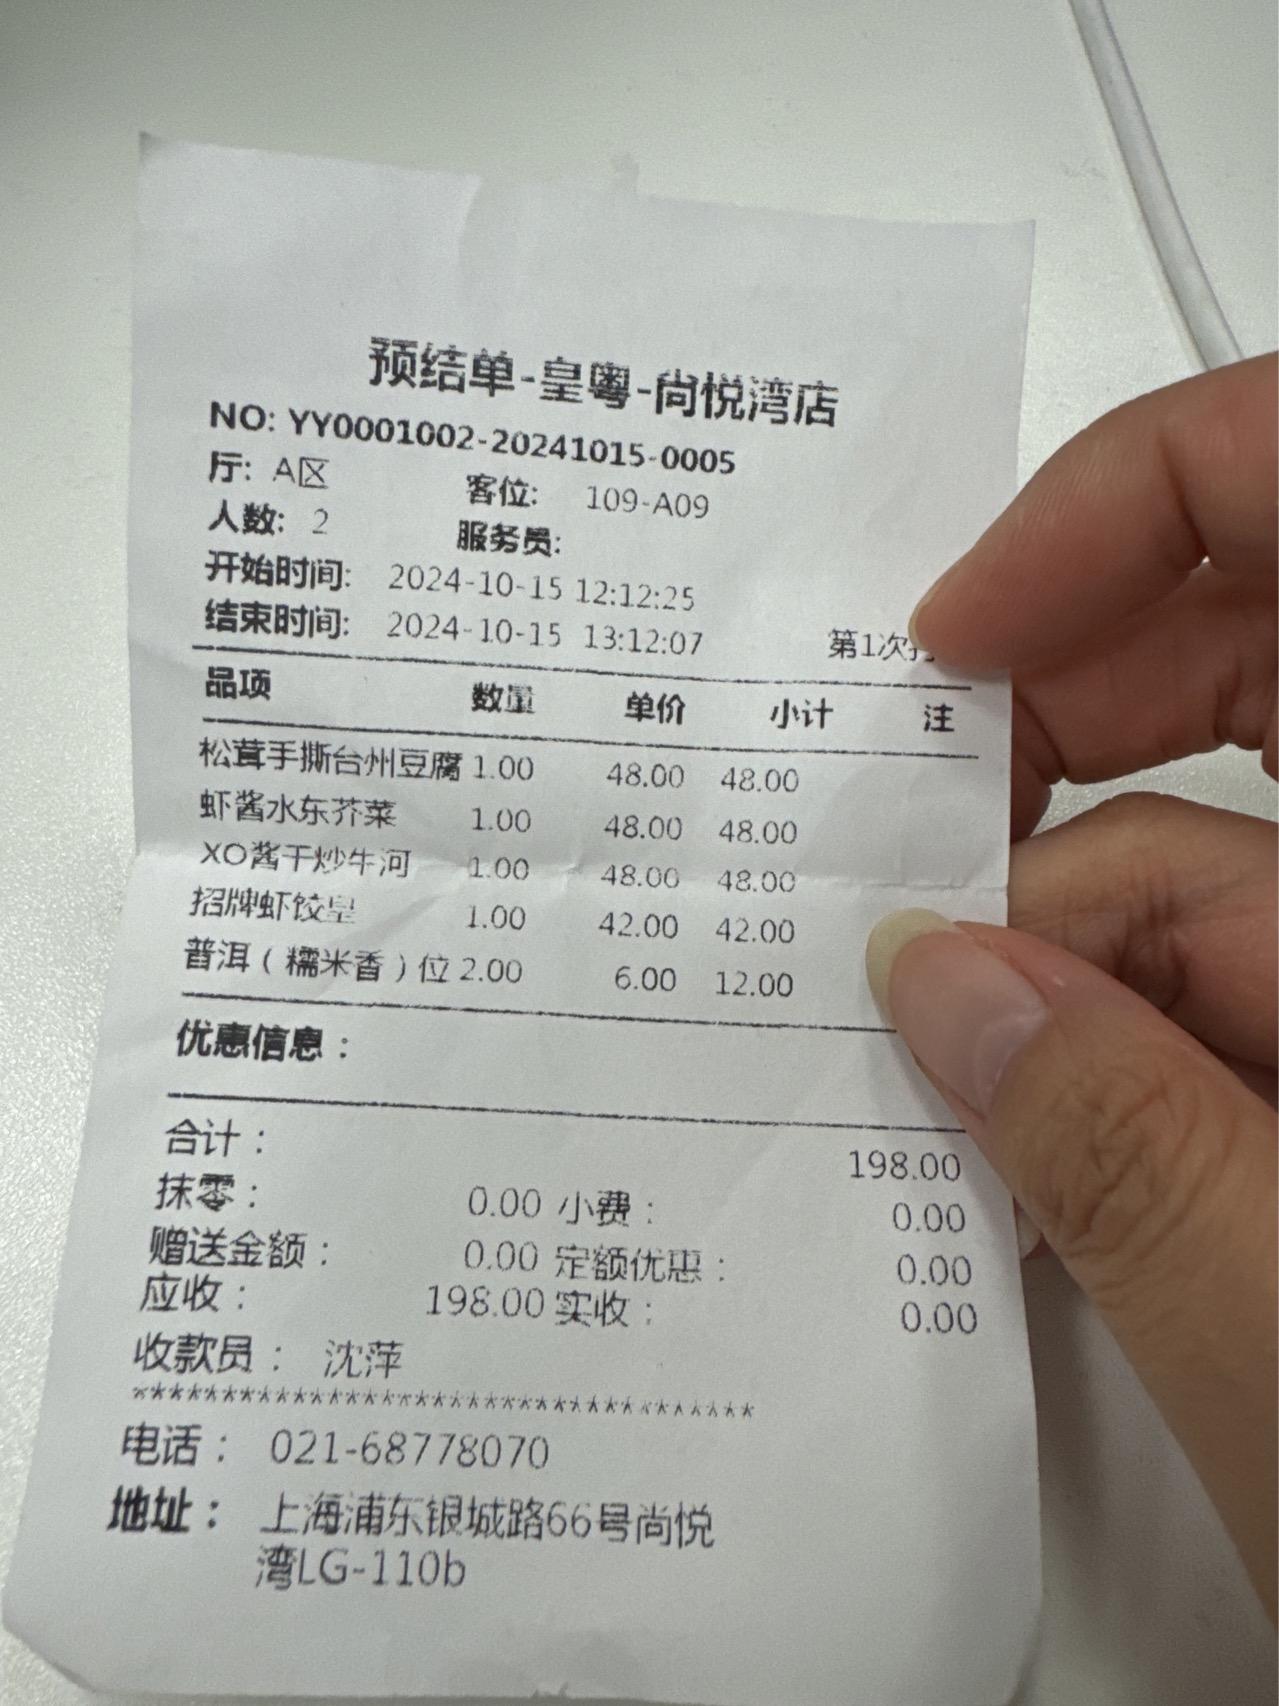 预结单-皇粤-尚悦湾店
NO: YY0001002-20241015-0005
厅: A区 客位: 109-A09
人数: 2 服务员:
开始时间: 2024-10-15 12:12:25
结束时间: 2024-10-15 13:12:07 第1次
品项 数量 单价 小计 注
松茸手撕台州豆腐 1.00 48.00 48.00
虾酱水东芥菜 1.00 48.00 48.00
XO酱干炒牛河 1.00 48.00 48.00
招牌虾饺皇 1.00 42.00 42.00
普洱（糯米香）位 2.00 6.00 12.00
优惠信息：
合计： 198.00
抹零： 0.00 小费： 0.00
赠送金额： 0.00 定额优惠： 0.00
应收： 198.00 实收： 0.00
收款员： 沈萍
***********************************
电话： 021-68778070
地址： 上海浦东银城路66号尚悦
湾LG-110b